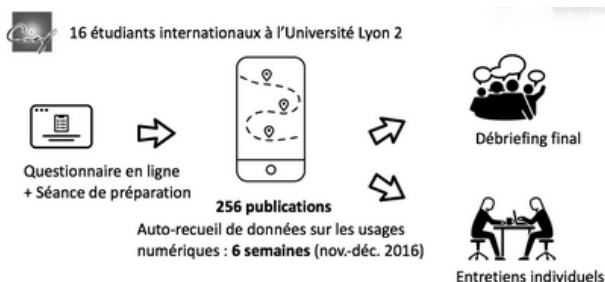 16 étudiants internationaux à l'Université Lyon 2
Questionnaire en ligne
+ Séance de préparation
256 publications
Auto-recueil de données sur les usages
numériques : 6 semaines (nov.-déc. 2016)
Débriefing final
Entretiens individuels